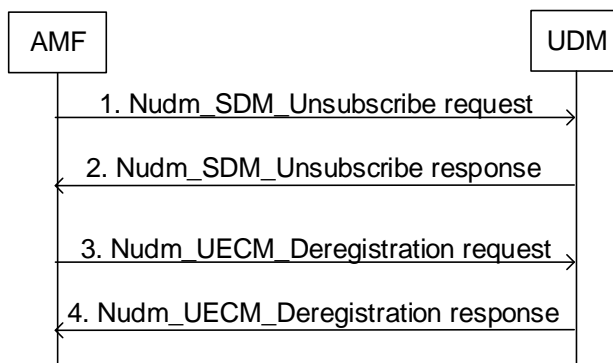 AMF
UDM
1. Nudm_SDM_Unsubscribe request
2. Nudm_SDM_Unsubscribe response
3. Nudm_UECM_Deregistration request
4. Nudm_UECM_Deregistration response